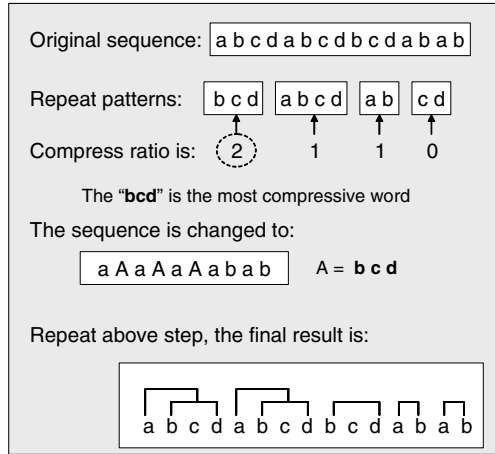 Original sequence: a b c d a b c d b c d a b a b
Repeat patterns: b c d a b c d a b c d
Compress ratio is: 2 1 1 0
The “bcd” is the most compressive word
The sequence is changed to:
a A a A a A a b a b A = b c d
Repeat above step, the final result is:
a b c d a b c d b c d a b a b